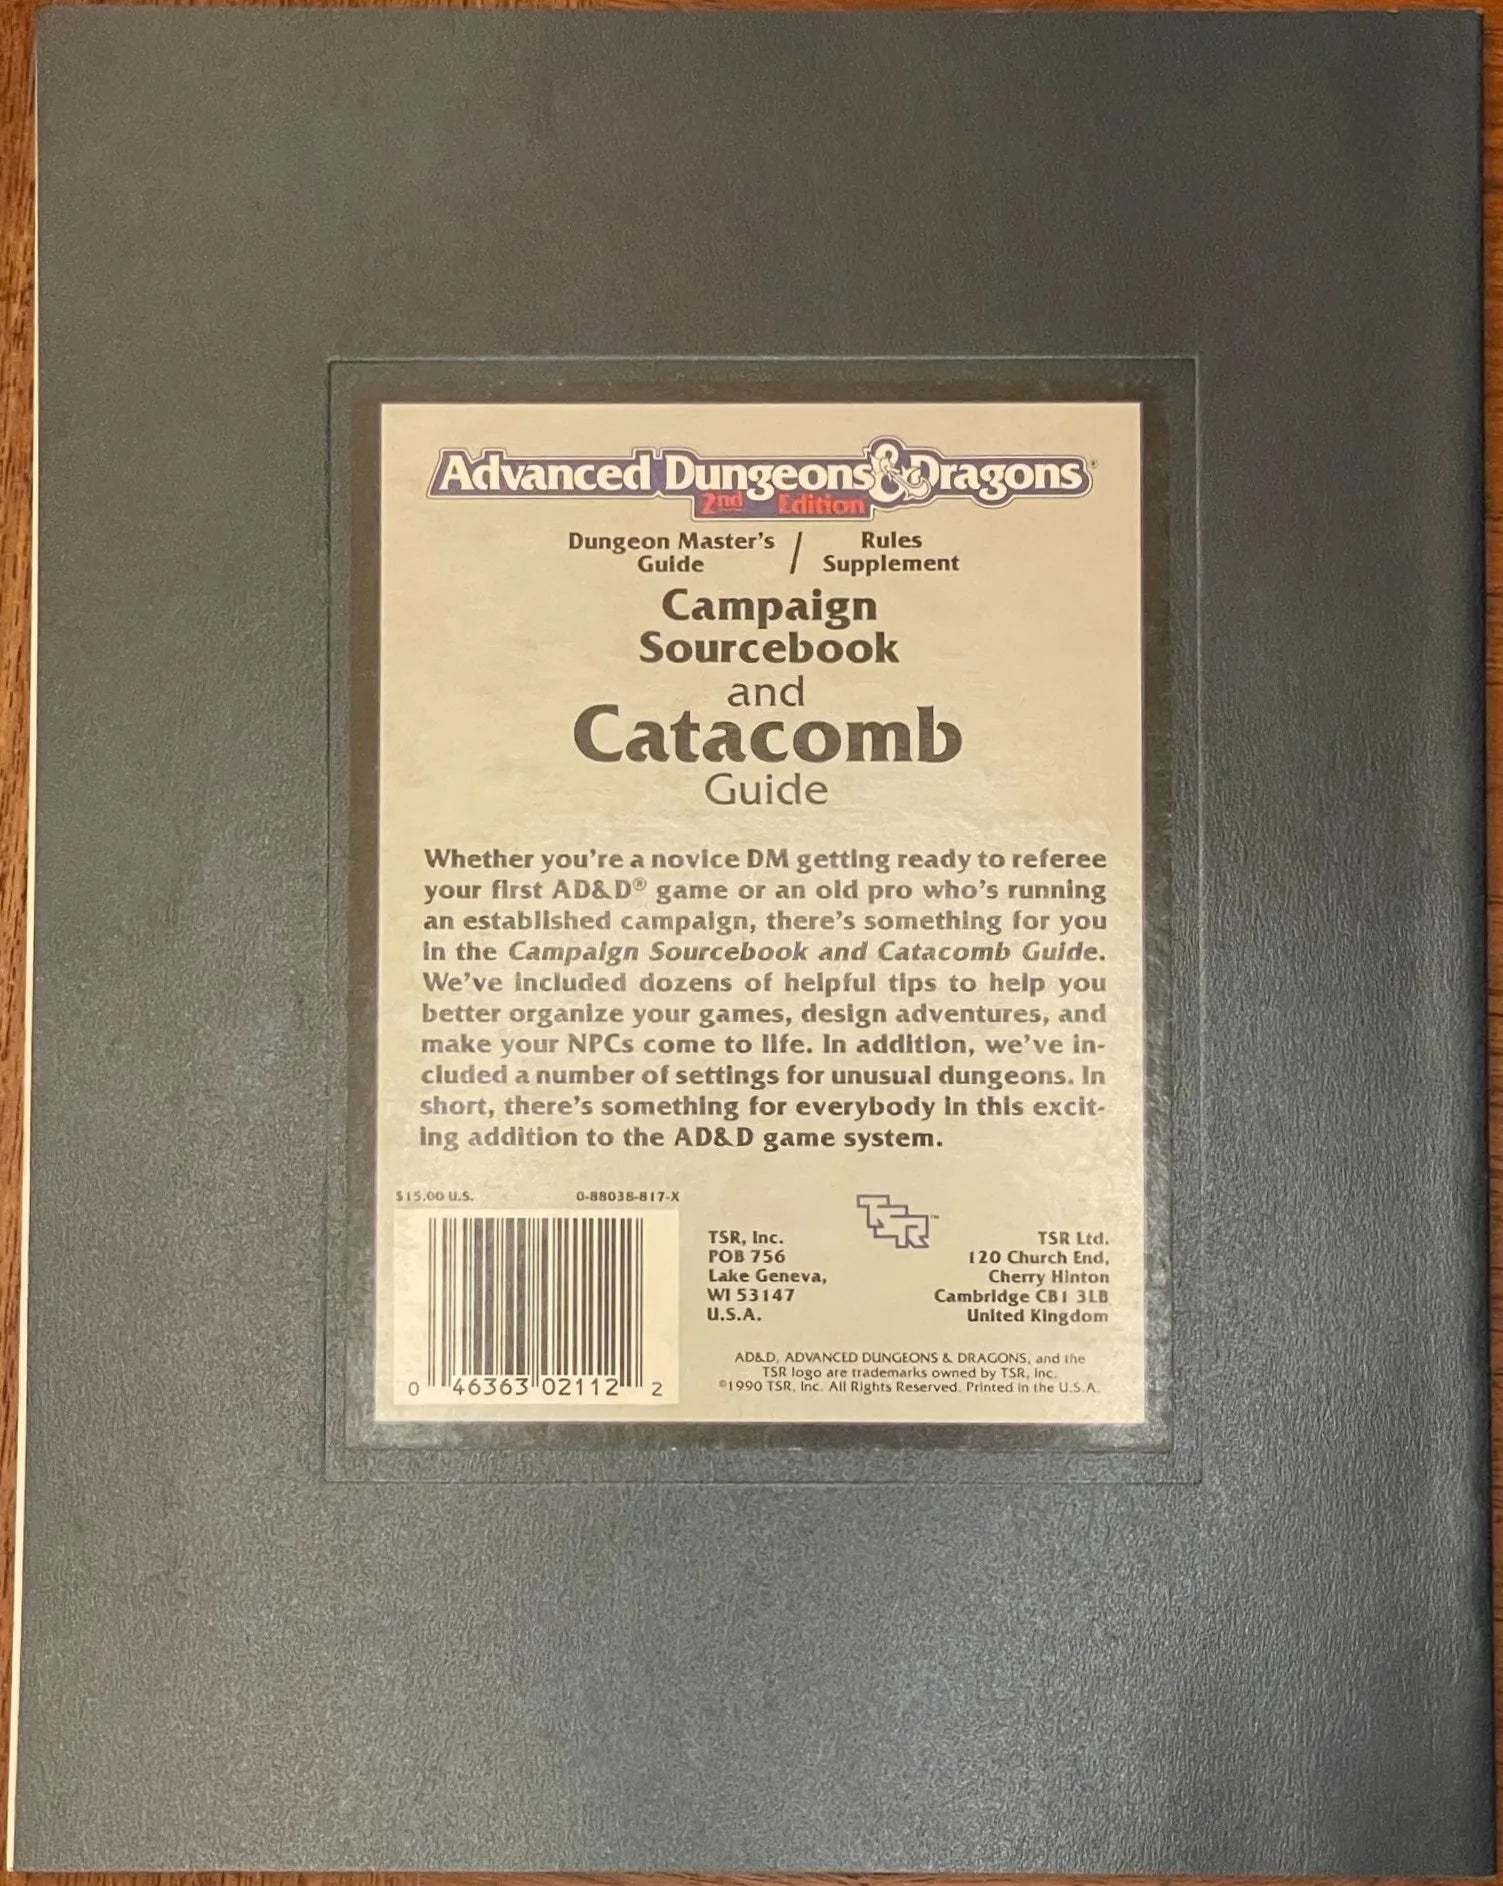 Advanced Dungeons & Dragons®
2nd Edition
Dungeon Master's / Rules
Guide Supplement
Campaign
Sourcebook
and
Catacomb
Guide
Whether you're a novice DM getting ready to referee
your first AD&D® game or an old pro who's running
an established campaign, there's something for you
in the Campaign Sourcebook and Catacomb Guide.
We've included dozens of helpful tips to help you
better organize your games, design adventures, and
make your NPCs come to life. In addition, we've in-
cluded a number of settings for unusual dungeons. In
short, there's something for everybody in this excit-
ing addition to the AD&D game system.
$15.00 U.S. 0-88038-817-X
0 46363 02112 2
TSR, Inc.
POB 756
Lake Geneva,
WI 53147
U.S.A.
TSR™
TSR Ltd.
120 Church End,
Cherry Hinton
Cambridge CB1 3LB
United Kingdom
AD&D, ADVANCED DUNGEONS & DRAGONS, and the
TSR logo are trademarks owned by TSR, Inc.
©1990 TSR, Inc. All Rights Reserved. Printed in the U.S.A.